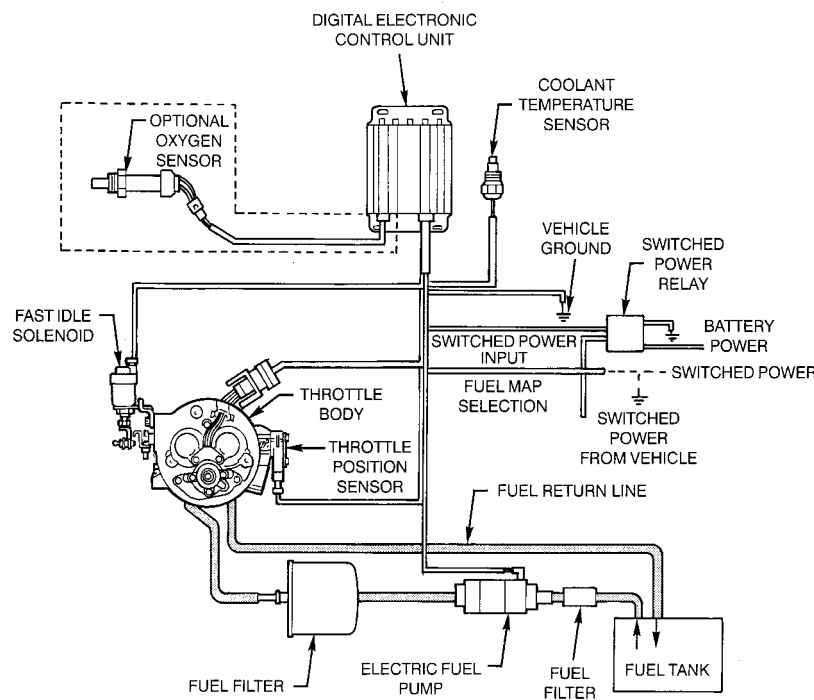 DIGITAL ELECTRONIC
CONTROL UNIT
OPTIONAL
OXYGEN
SENSOR
COOLANT
TEMPERATURE
SENSOR
VEHICLE
GROUND
SWITCHED
POWER
RELAY
FAST IDLE
SOLENOID
BATTERY
POWER
SWITCHED POWER
INPUT
SWITCHED POWER
FUEL MAP
SELECTION
THROTTLE
BODY
SWITCHED
POWER
FROM VEHICLE
THROTTLE
POSITION
SENSOR
FUEL RETURN LINE
FUEL FILTER
ELECTRIC FUEL
PUMP
FUEL
FILTER
FUEL TANK